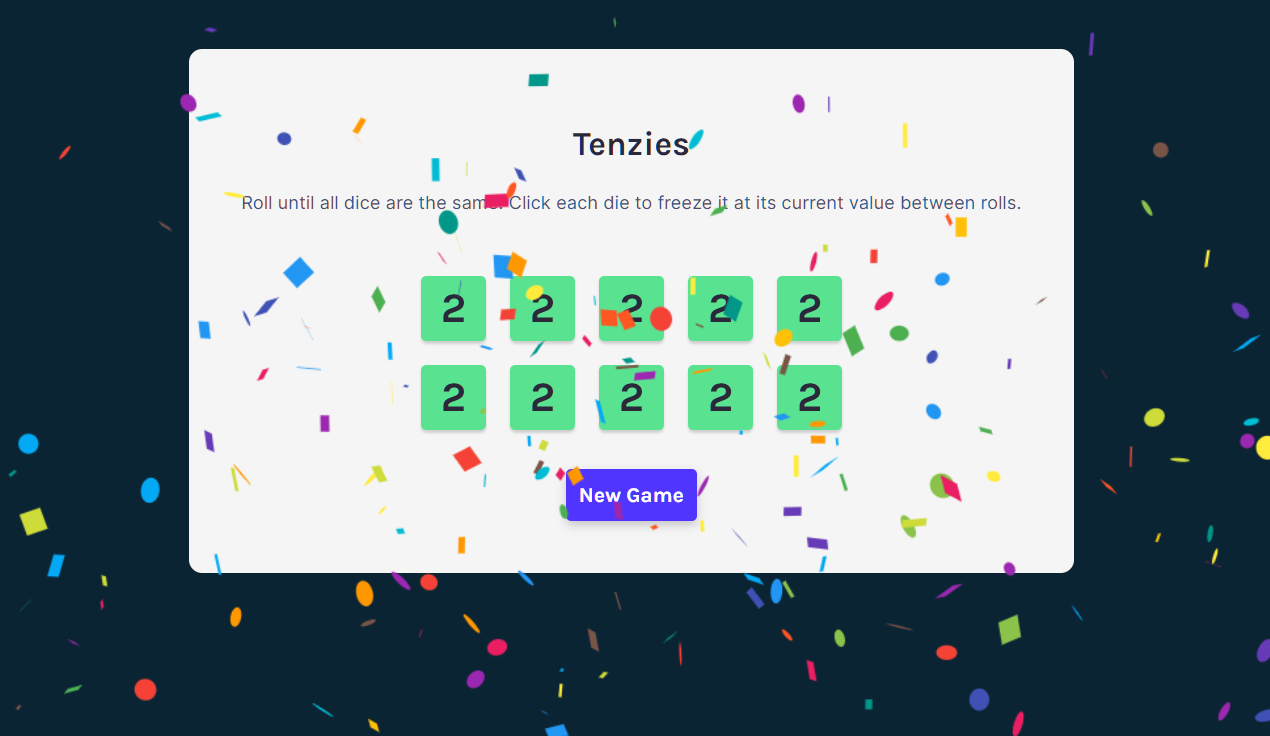 Tenzies
Roll until all dice are the same. Click each die to freeze it at its current value between rolls.
2 2 2 2 2
2 2 2 2 2
New Game